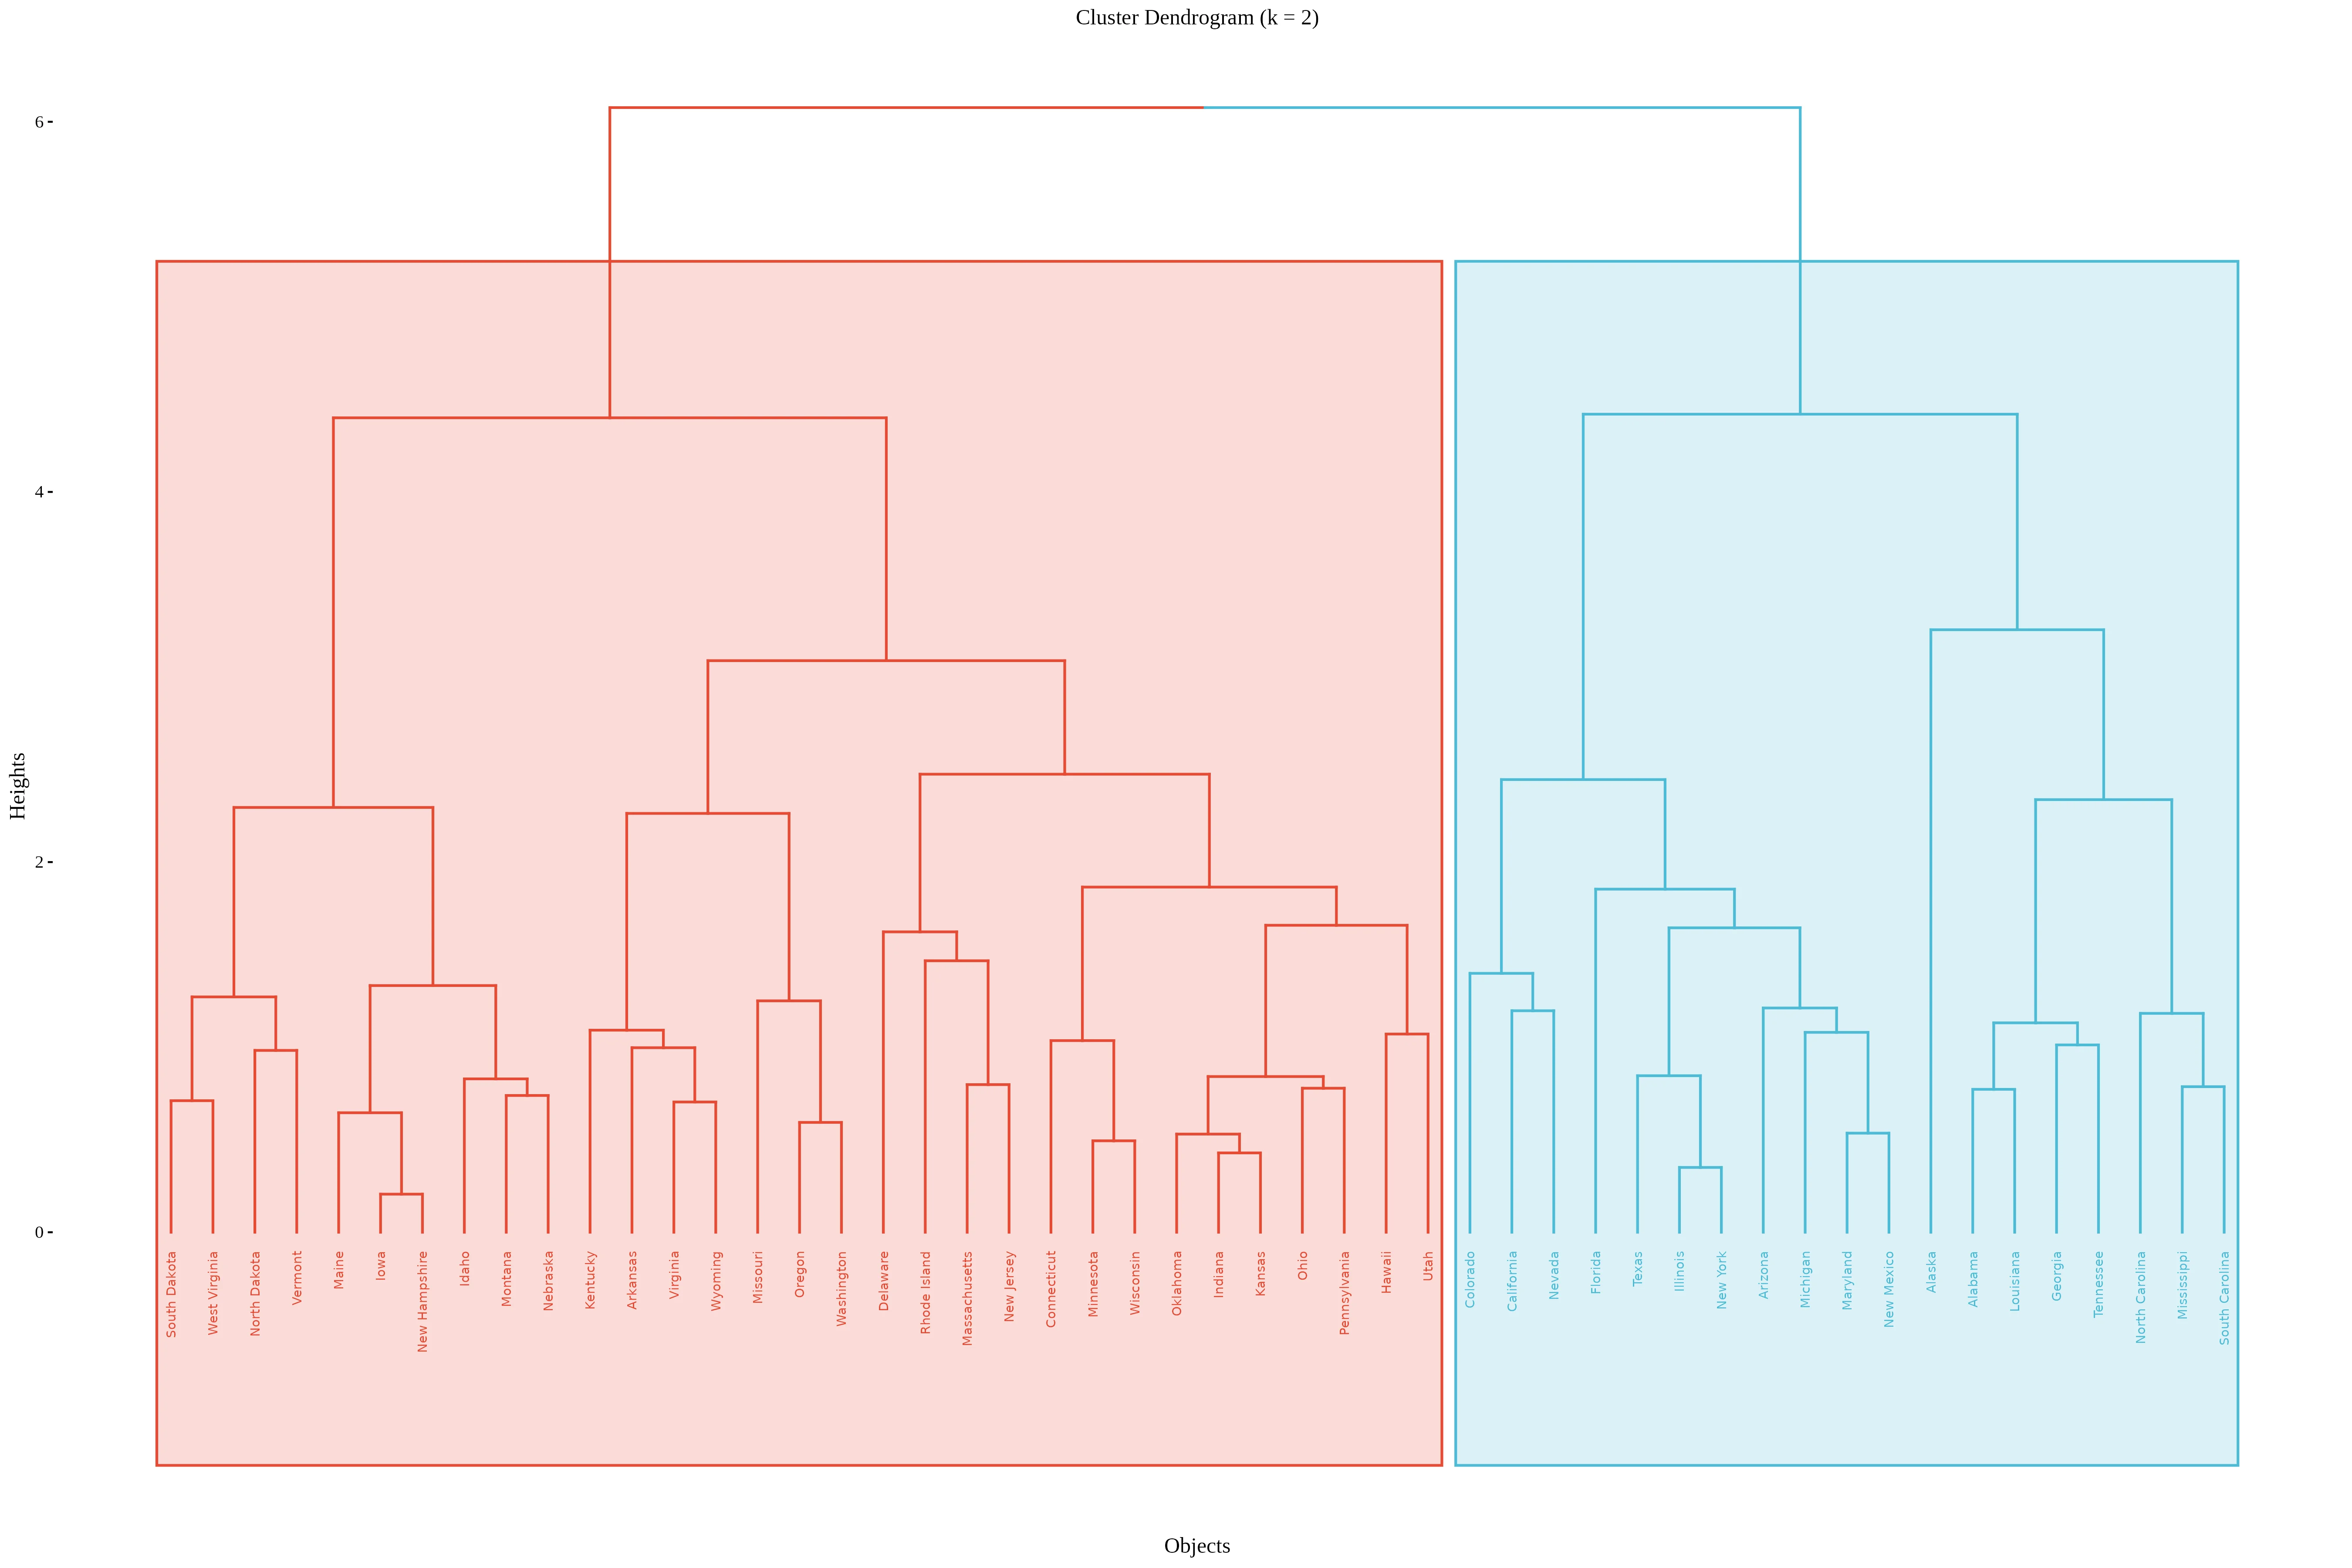 Cluster Dendrogram (k = 2)
6
4
2
0
Heights
South Dakota
West Virginia
North Dakota
Vermont
Maine
Iowa
New Hampshire
Idaho
Montana
Nebraska
Kentucky
Arkansas
Virginia
Wyoming
Missouri
Oregon
Washington
Delaware
Rhode Island
Massachusetts
New Jersey
Connecticut
Minnesota
Wisconsin
Oklahoma
Indiana
Kansas
Ohio
Pennsylvania
Hawaii
Utah
Colorado
California
Nevada
Florida
Texas
Illinois
New York
Arizona
Michigan
Maryland
New Mexico
Alaska
Alabama
Louisiana
Georgia
Tennessee
North Carolina
Mississippi
South Carolina
Objects